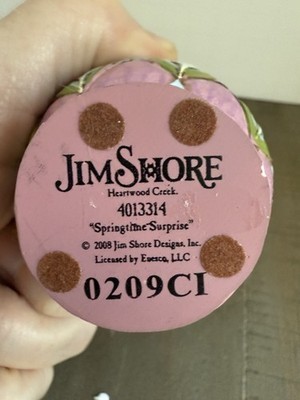 JIM SHORE
Heartwood Creek.
4013314
"Springtime Surprise"
© 2008 Jim Shore Designs, Inc.
Licensed by Enesco, LLC
0209CI